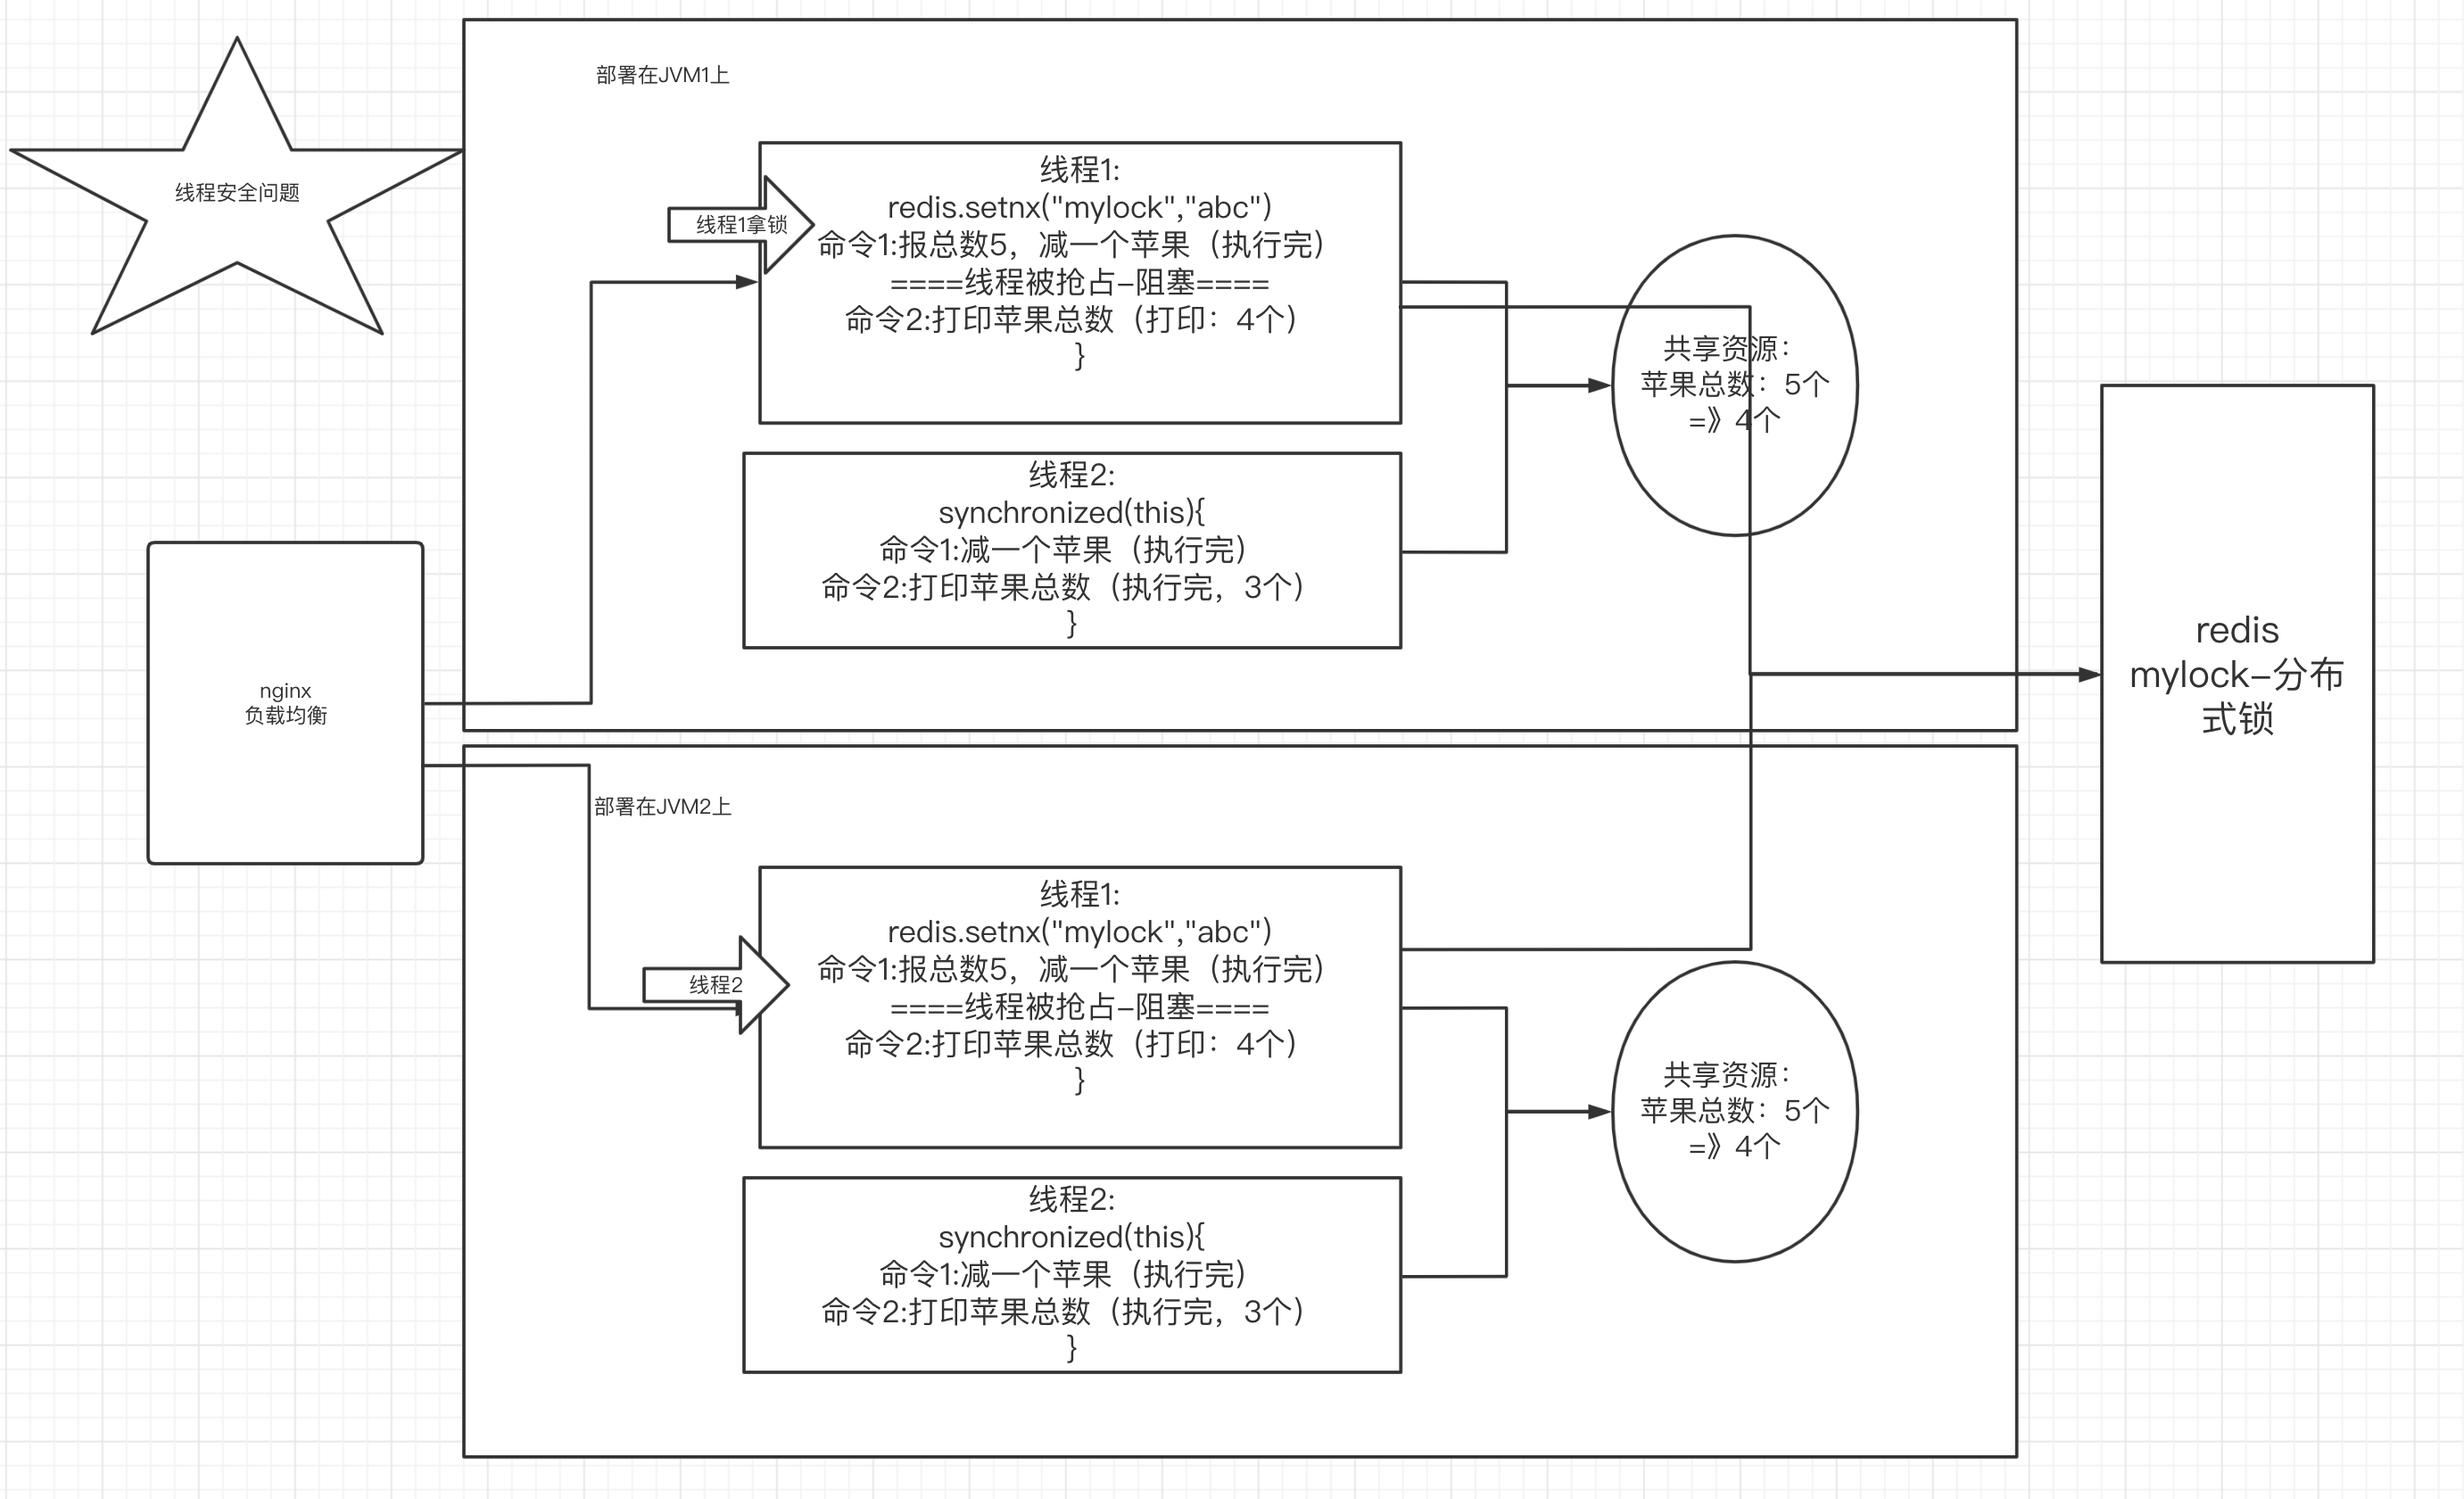 线程安全问题
部署在JVM1上
线程1拿锁
线程1:
redis.setnx("mylock","abc")
命令1:报总数5，减一个苹果（执行完）
====线程被抢占-阻塞====
命令2:打印苹果总数（打印：4个）
}
线程2:
synchronized(this){
命令1:减一个苹果（执行完）
命令2:打印苹果总数（执行完，3个）
}
共享资源：
苹果总数：5个
=》4个
nginx
负载均衡
redis
mylock-分布
式锁
部署在JVM2上
线程2
线程1:
redis.setnx("mylock","abc")
命令1:报总数5，减一个苹果（执行完）
====线程被抢占-阻塞====
命令2:打印苹果总数（打印：4个）
}
线程2:
synchronized(this){
命令1:减一个苹果（执行完）
命令2:打印苹果总数（执行完，3个）
}
共享资源：
苹果总数：5个
=》4个